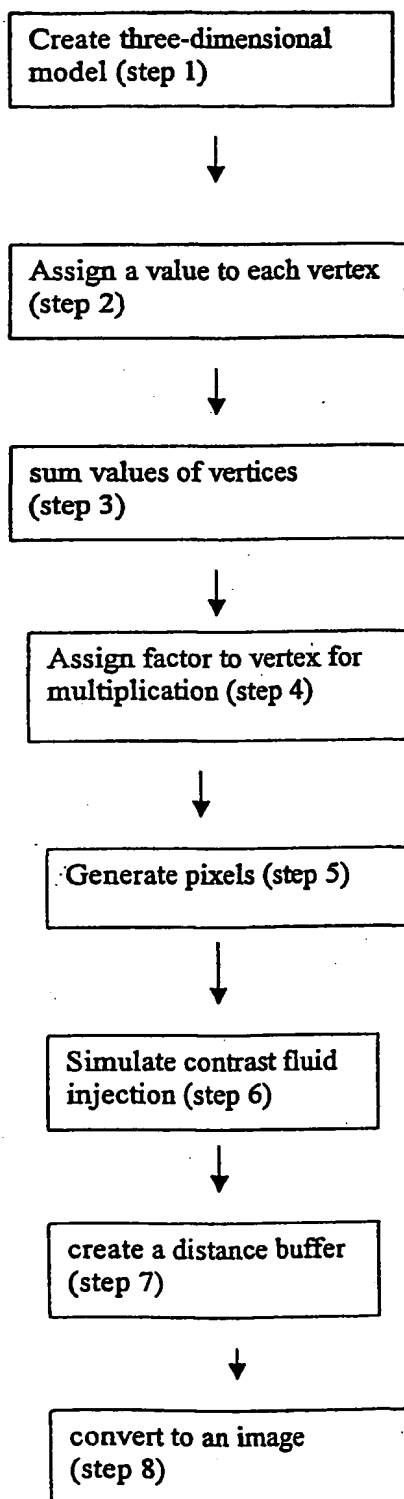 Create three-dimensional
model (step 1)
Assign a value to each vertex
(step 2)
sum values of vertices
(step 3)
Assign factor to vertex for
multiplication (step 4)
Generate pixels (step 5)
Simulate contrast fluid
injection (step 6)
create a distance buffer
(step 7)
convert to an image
(step 8)